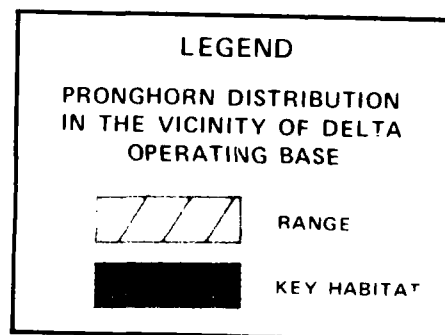 LEGEND
PRONGHORN DISTRIBUTION
IN THE VICINITY OF DELTA
OPERATING BASE
RANGE
KEY HABITAT